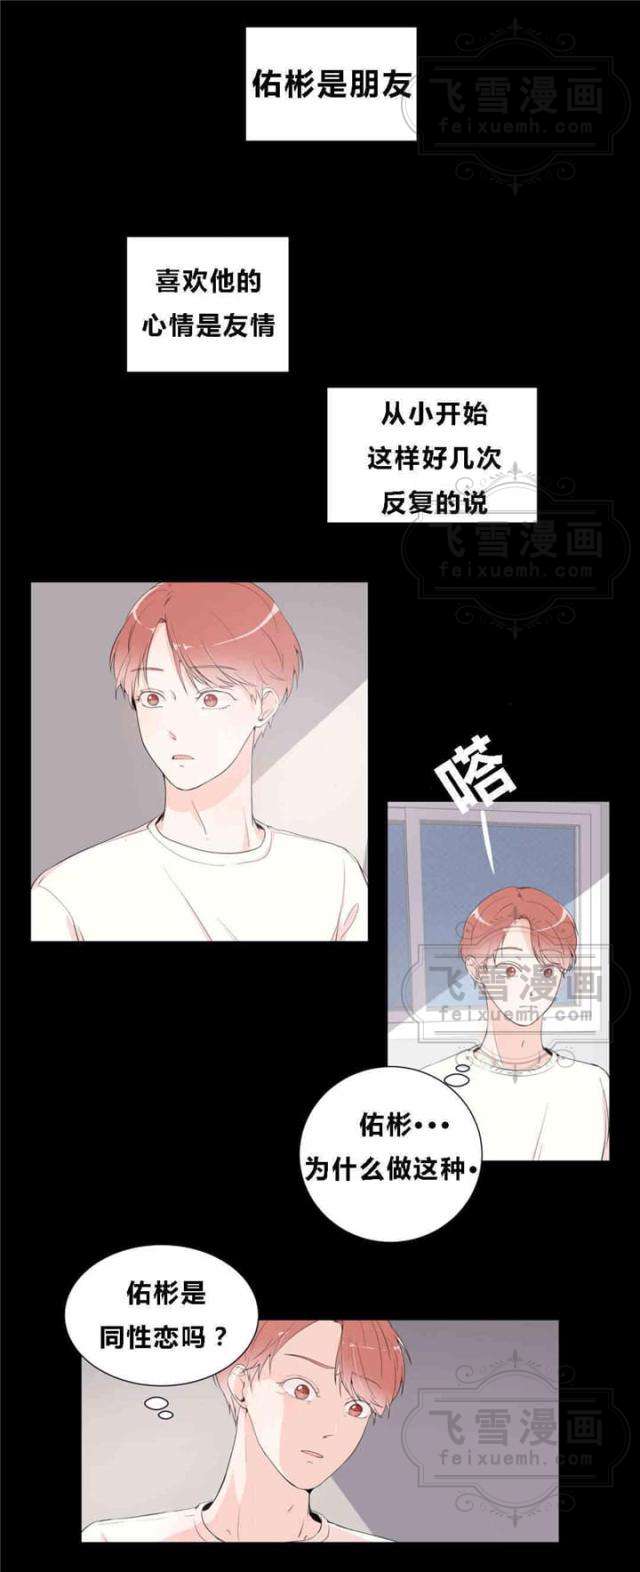 佑彬是朋友
飞雪漫画
feixuemh.com
喜欢他的
心情是友情
从小开始
这样好几次
反复的说
飞雪漫画
feixuemh.com
嗒
飞雪漫画
feixuemh.com
佑彬•••
为什么做这种•
佑彬是
同性恋吗？
飞雪漫画
feixuemh.com